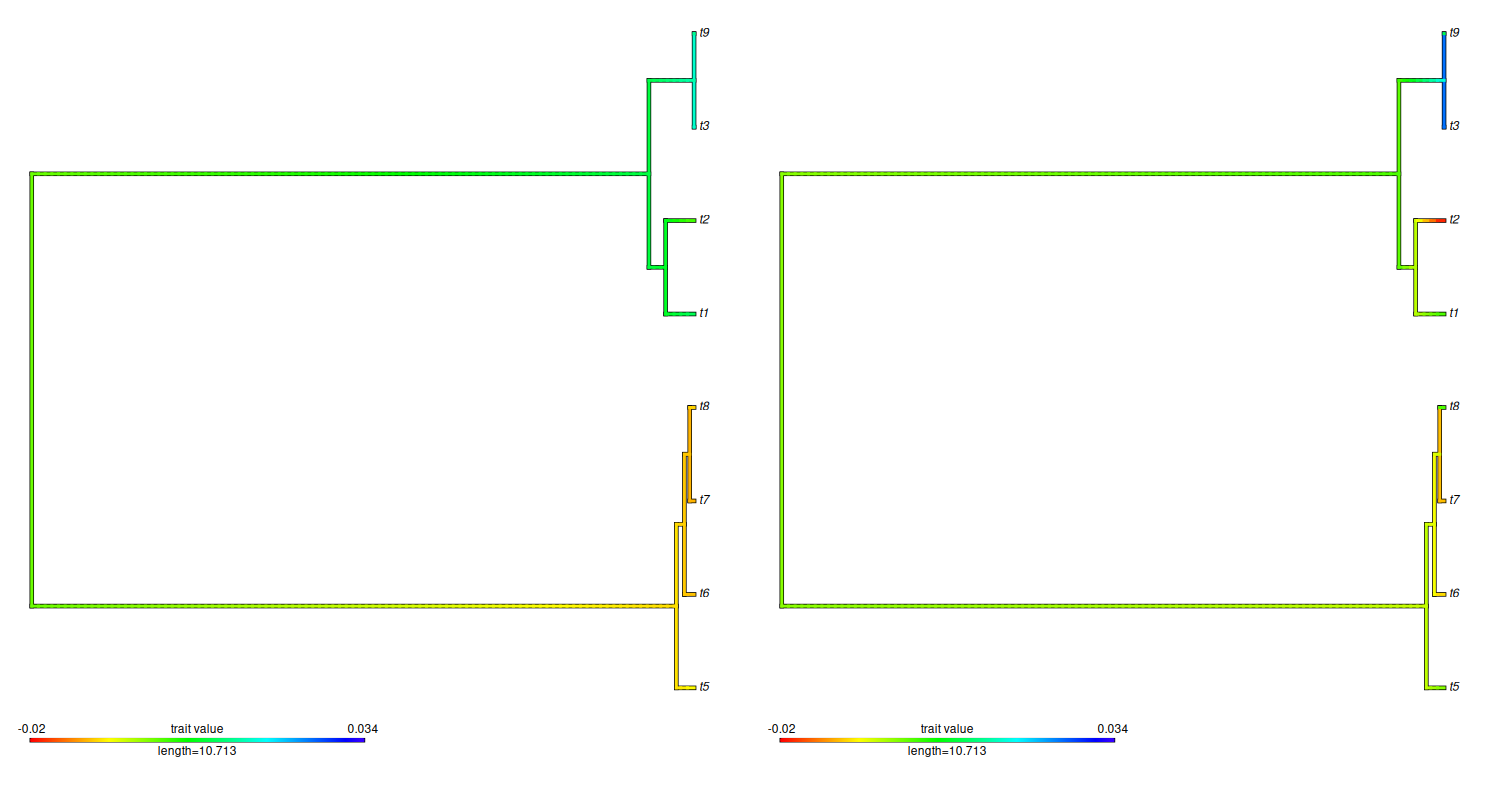 t9
t3
t2
t1
t8
t7
t6
t5
-0.02 trait value 0.034
length=10.713
t9
t3
t2
t1
t8
t7
t6
t5
-0.02 trait value 0.034
length=10.713